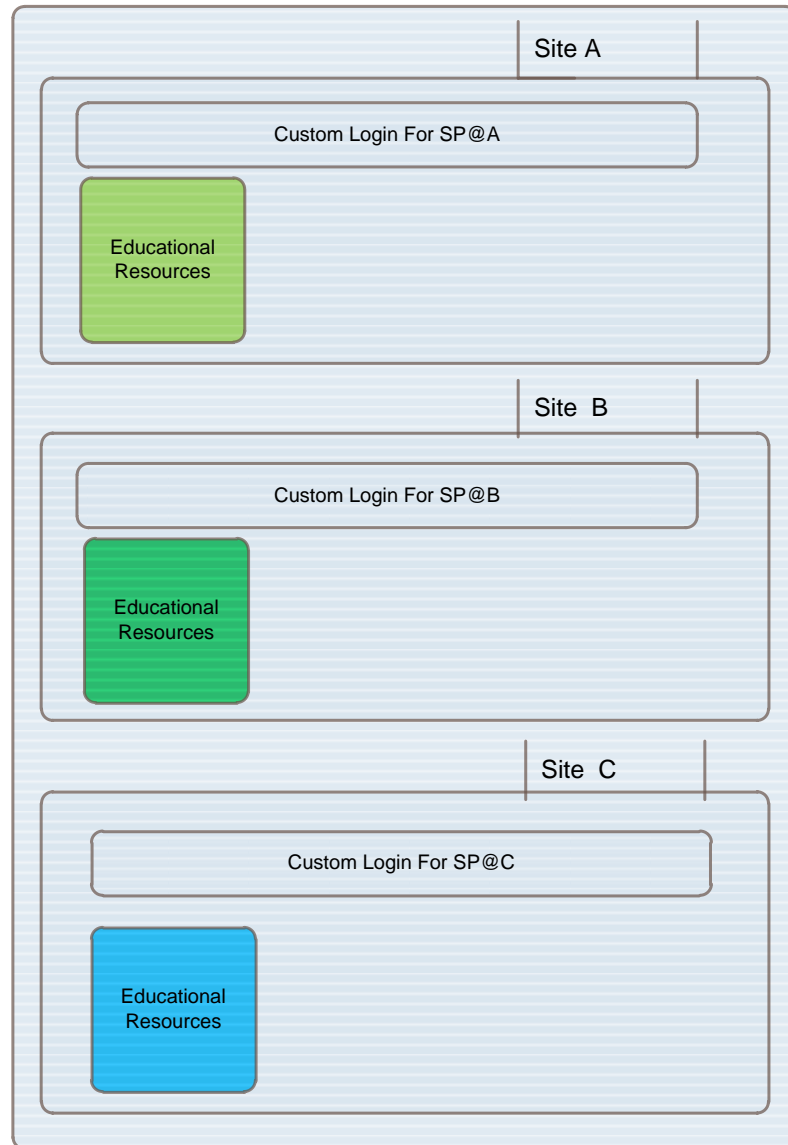 Site A
Custom Login For SP@A
Educational
Resources
Site B
Custom Login For SP@B
Educational
Resources
Site C
Custom Login For SP@C
Educational
Resources